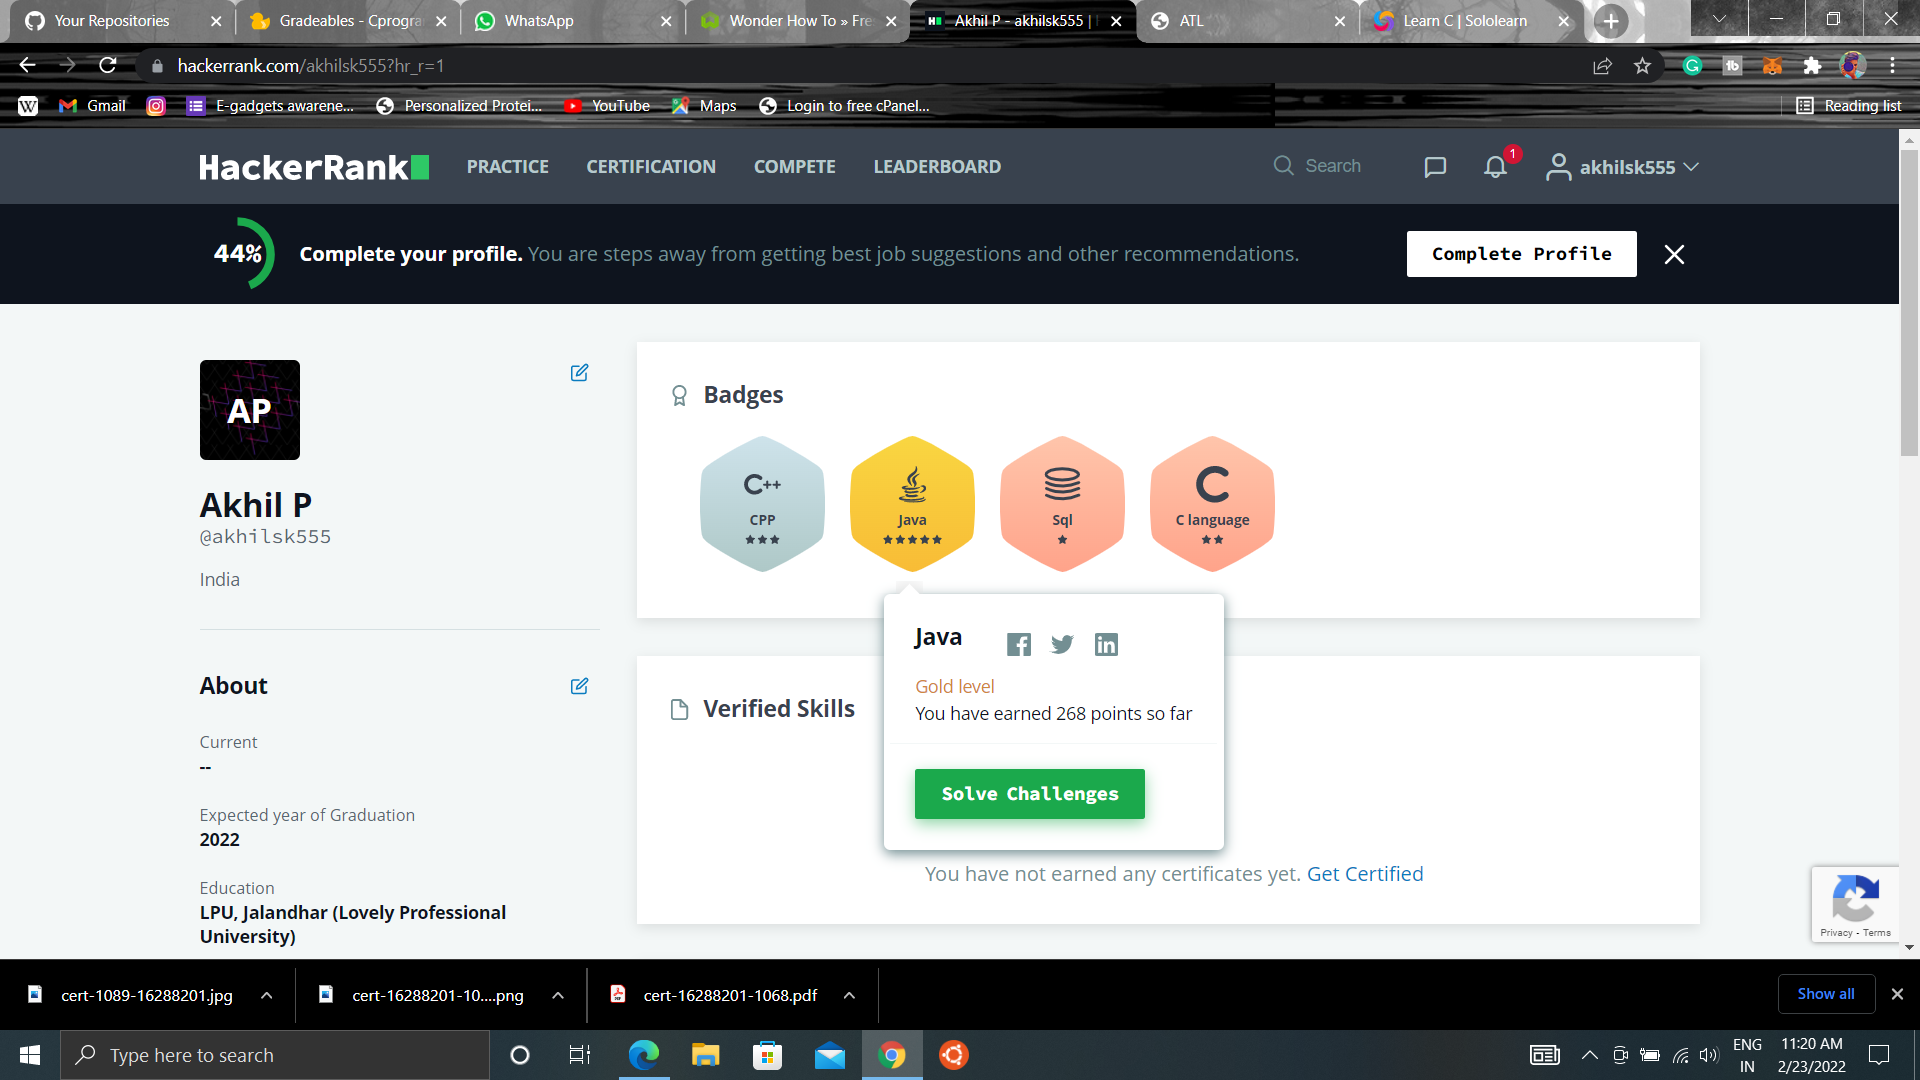 Your Repositories
Gradeables - Cprogra
WhatsApp
Wonder How To » Fre
Akhil P - akhilsk555 |
ATL
Learn C | Sololearn
hackerrank.com/akhilsk555?hr_r=1
Gmail
E-gadgets awarene...
Personalized Protei...
YouTube
Maps
Login to free cPanel...
Reading list
HackerRank
PRACTICE
CERTIFICATION
COMPETE
LEADERBOARD
Search
1
akhilsk555
44%
Complete your profile. You are steps away from getting best job suggestions and other recommendations.
Complete Profile
AP
Akhil P
@akhilsk555
India
About
Current
--
Expected year of Graduation
2022
Education
LPU, Jalandhar (Lovely Professional
University)
Badges
C++
CPP
Java
Sql
C
C language
Java
Gold level
You have earned 268 points so far
Solve Challenges
Verified Skills
You have not earned any certificates yet. Get Certified
Privacy - Terms
cert-1089-16288201.jpg
cert-16288201-10....png
cert-16288201-1068.pdf
Show all
Type here to search
ENG
IN
11:20 AM
2/23/2022